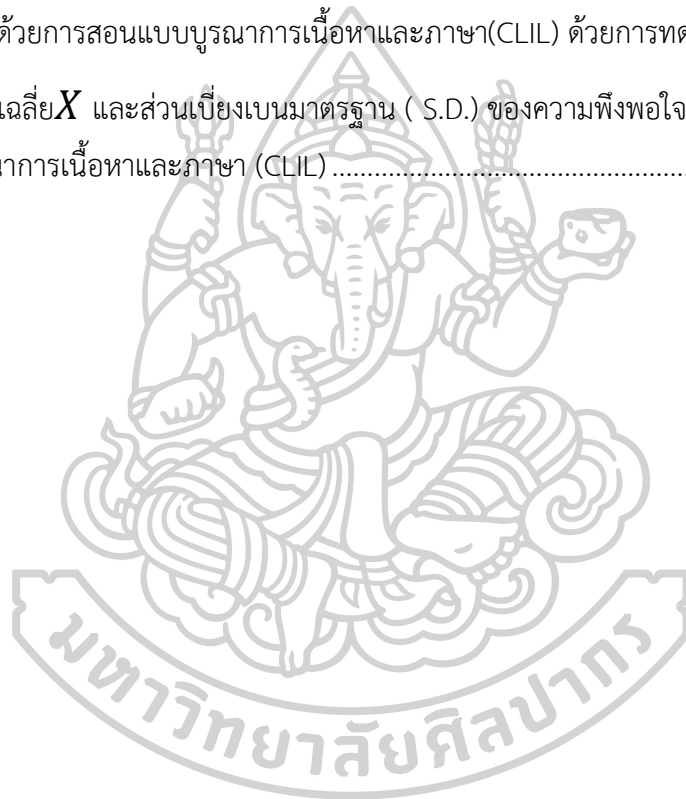 ด้วยการสอนแบบบูรณาการเนื้อหาและภาษา(CLIL) ด้วยการทด
เฉลี่ยX และส่วนเบี่ยงเบนมาตรฐาน ( S.D.) ของความพึงพอใจ
าการเนื้อหาและภาษา (CLIL) ......................................................
มหาวิทยาลัยศิลปากร